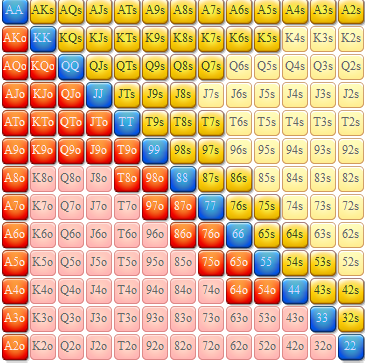 AA AKs AQs AJs ATs A9s A8s A7s A6s A5s A4s A3s A2s
AKo KK KQs KJs KTs K9s K8s K7s K6s K5s K4s K3s K2s
AQo KQo QQ QJs QTs Q9s Q8s Q7s Q6s Q5s Q4s Q3s Q2s
AJo KJo QJo JJ JTs J9s J8s J7s J6s J5s J4s J3s J2s
ATo KTo QTo JTo TT T9s T8s T7s T6s T5s T4s T3s T2s
A9o K9o Q9o J9o T9o 99 98s 97s 96s 95s 94s 93s 92s
A8o K8o Q8o J8o T8o 98o 88 87s 86s 85s 84s 83s 82s
A7o K7o Q7o J7o T7o 97o 87o 77 76s 75s 74s 73s 72s
A6o K6o Q6o J6o T6o 96o 86o 76o 66 65s 64s 63s 62s
A5o K5o Q5o J5o T5o 95o 85o 75o 65o 55 54s 53s 52s
A4o K4o Q4o J4o T4o 94o 84o 74o 64o 54o 44 43s 42s
A3o K3o Q3o J3o T3o 93o 83o 73o 63o 53o 43o 33 32s
A2o K2o Q2o J2o T2o 92o 82o 72o 62o 52o 42o 32o 22